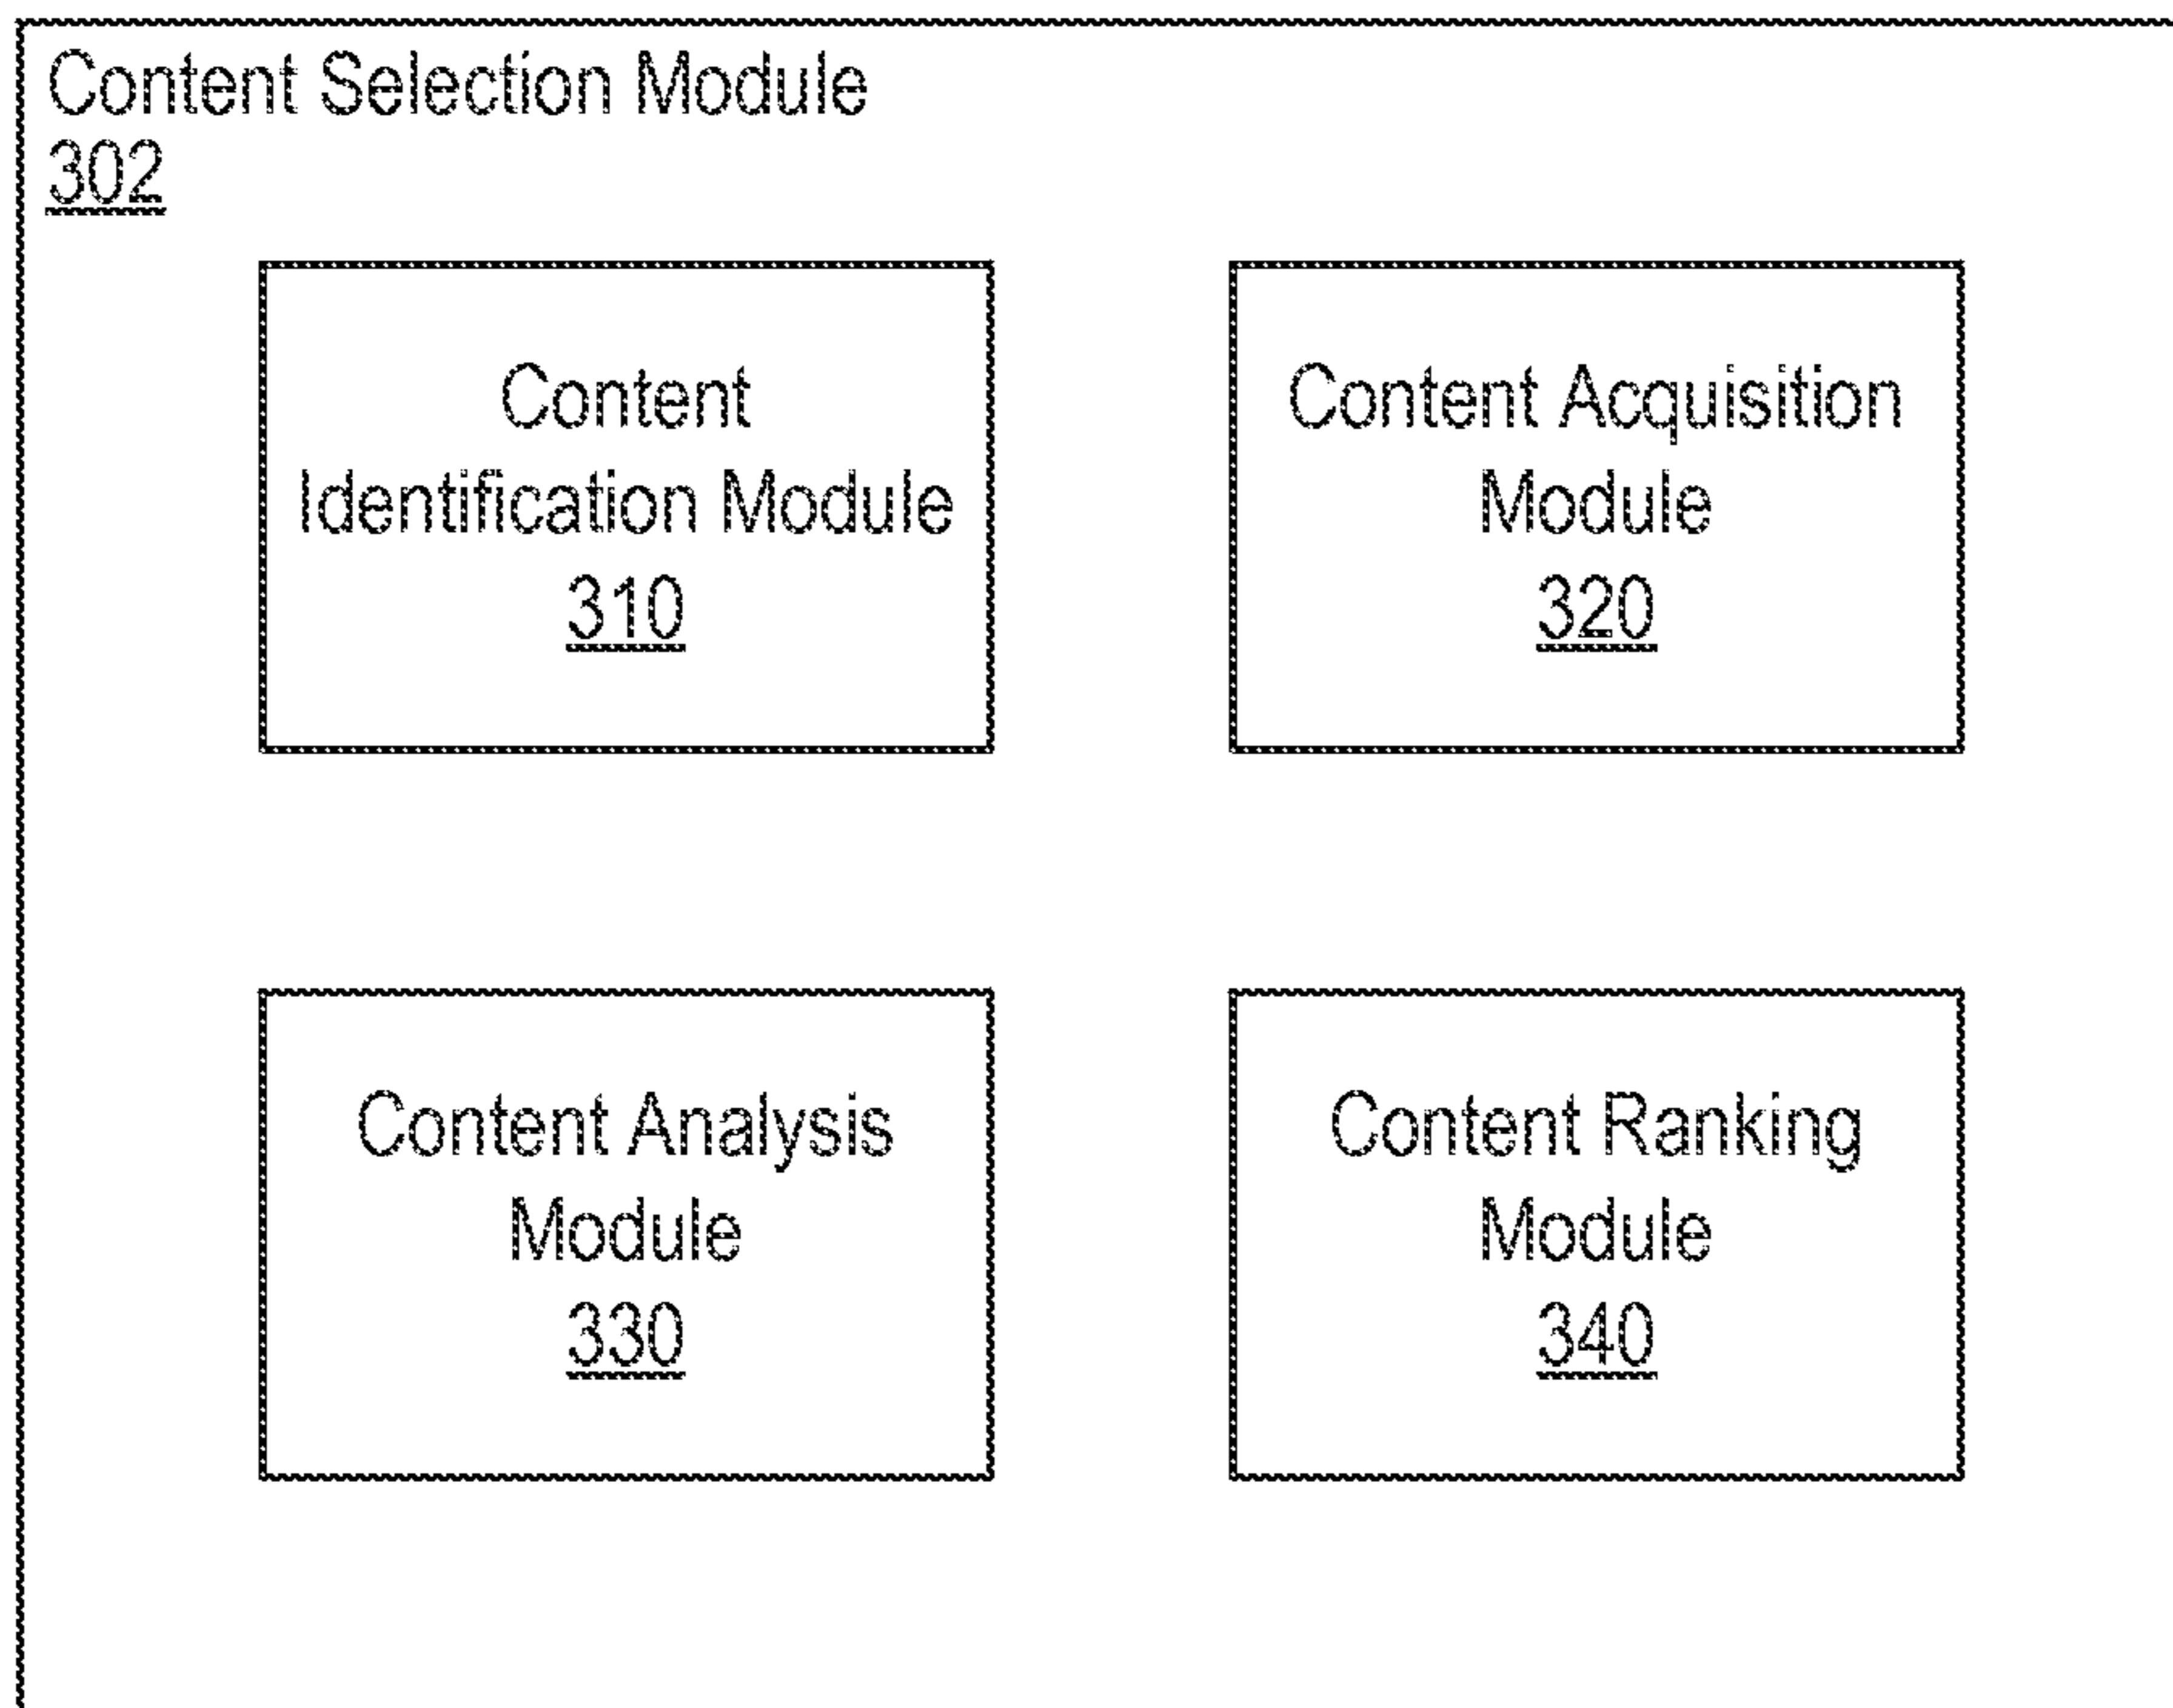 Content Selection Module
302
Content
Identification Module
310
Content Acquisition
Module
320
Content Analysis
Module
330
Content Ranking
Module
340